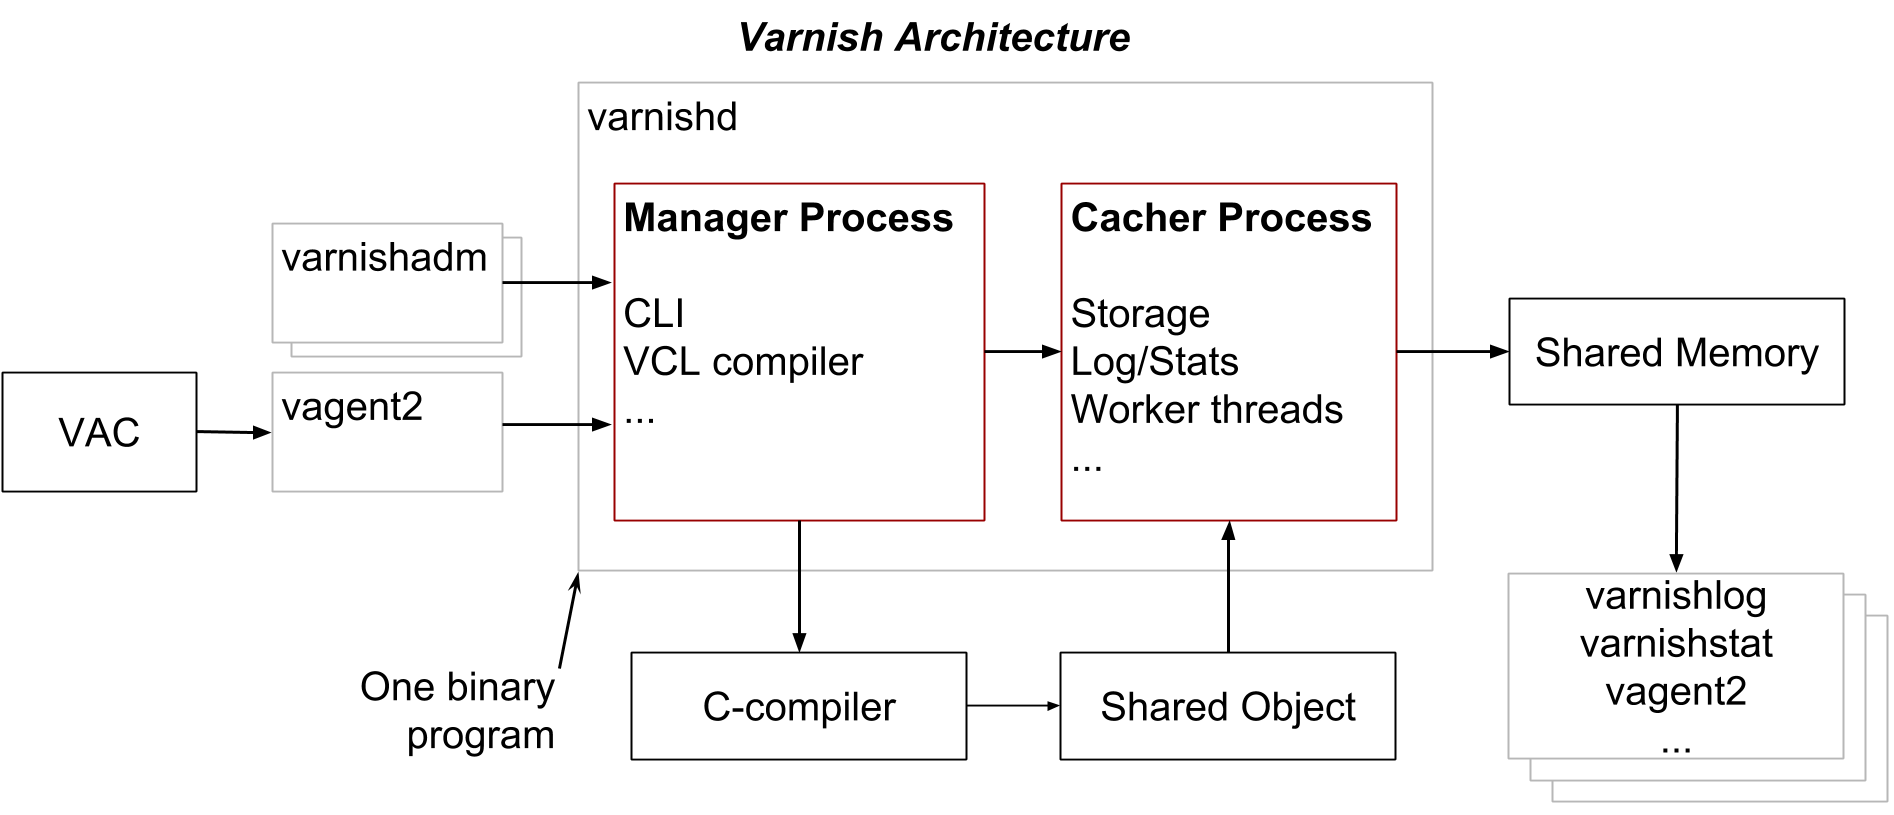 Varnish Architecture
varnishd
Manager Process
CLI
VCL compiler
...
Cacher Process
Storage
Log/Stats
Worker threads
...
varnishadm
vagent2
VAC
Shared Memory
One binary
program
C-compiler
Shared Object
varnishlog
varnishstat
vagent2
...